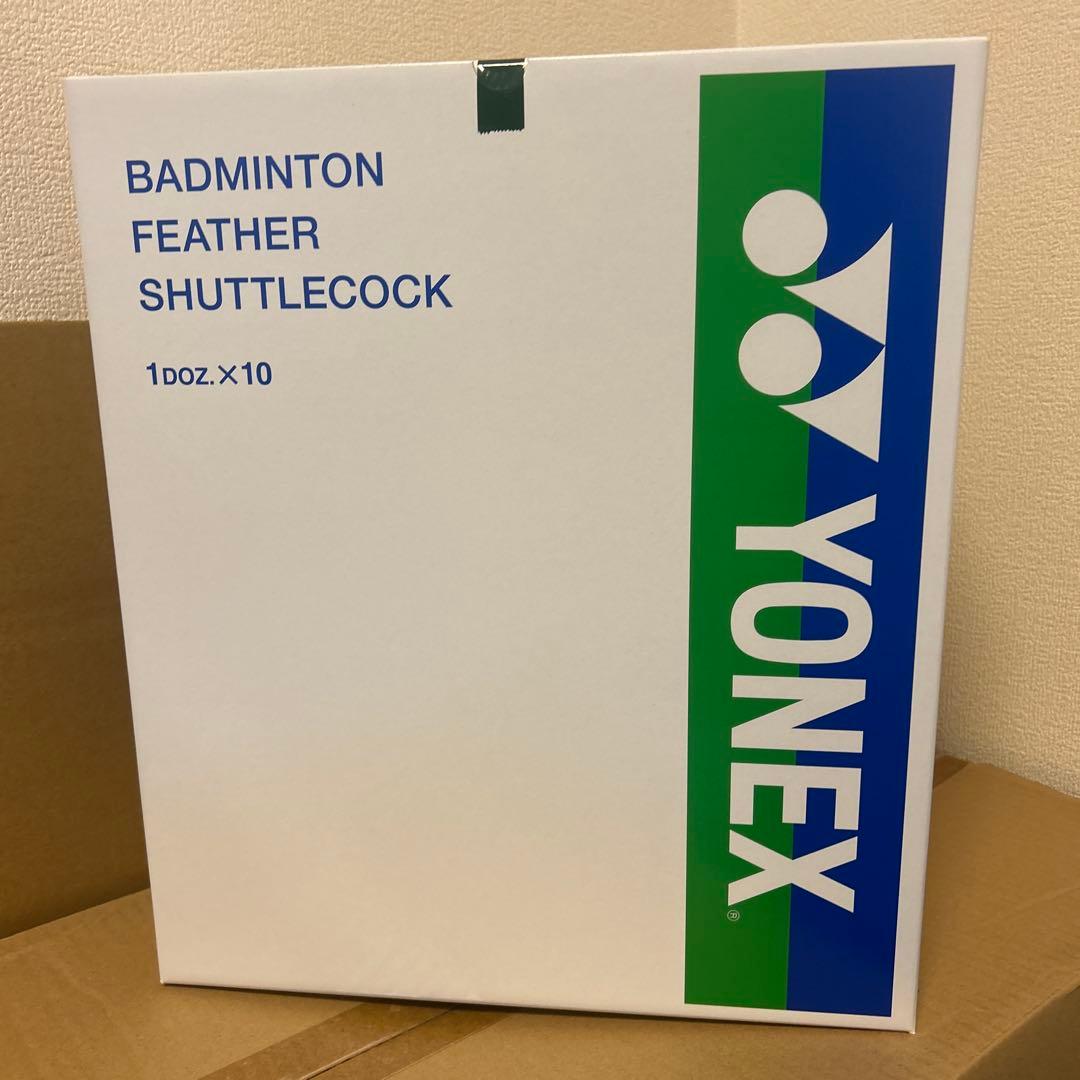 BADMINTON
FEATHER
SHUTTLECOCK
1DOZ.×10
YONEX®